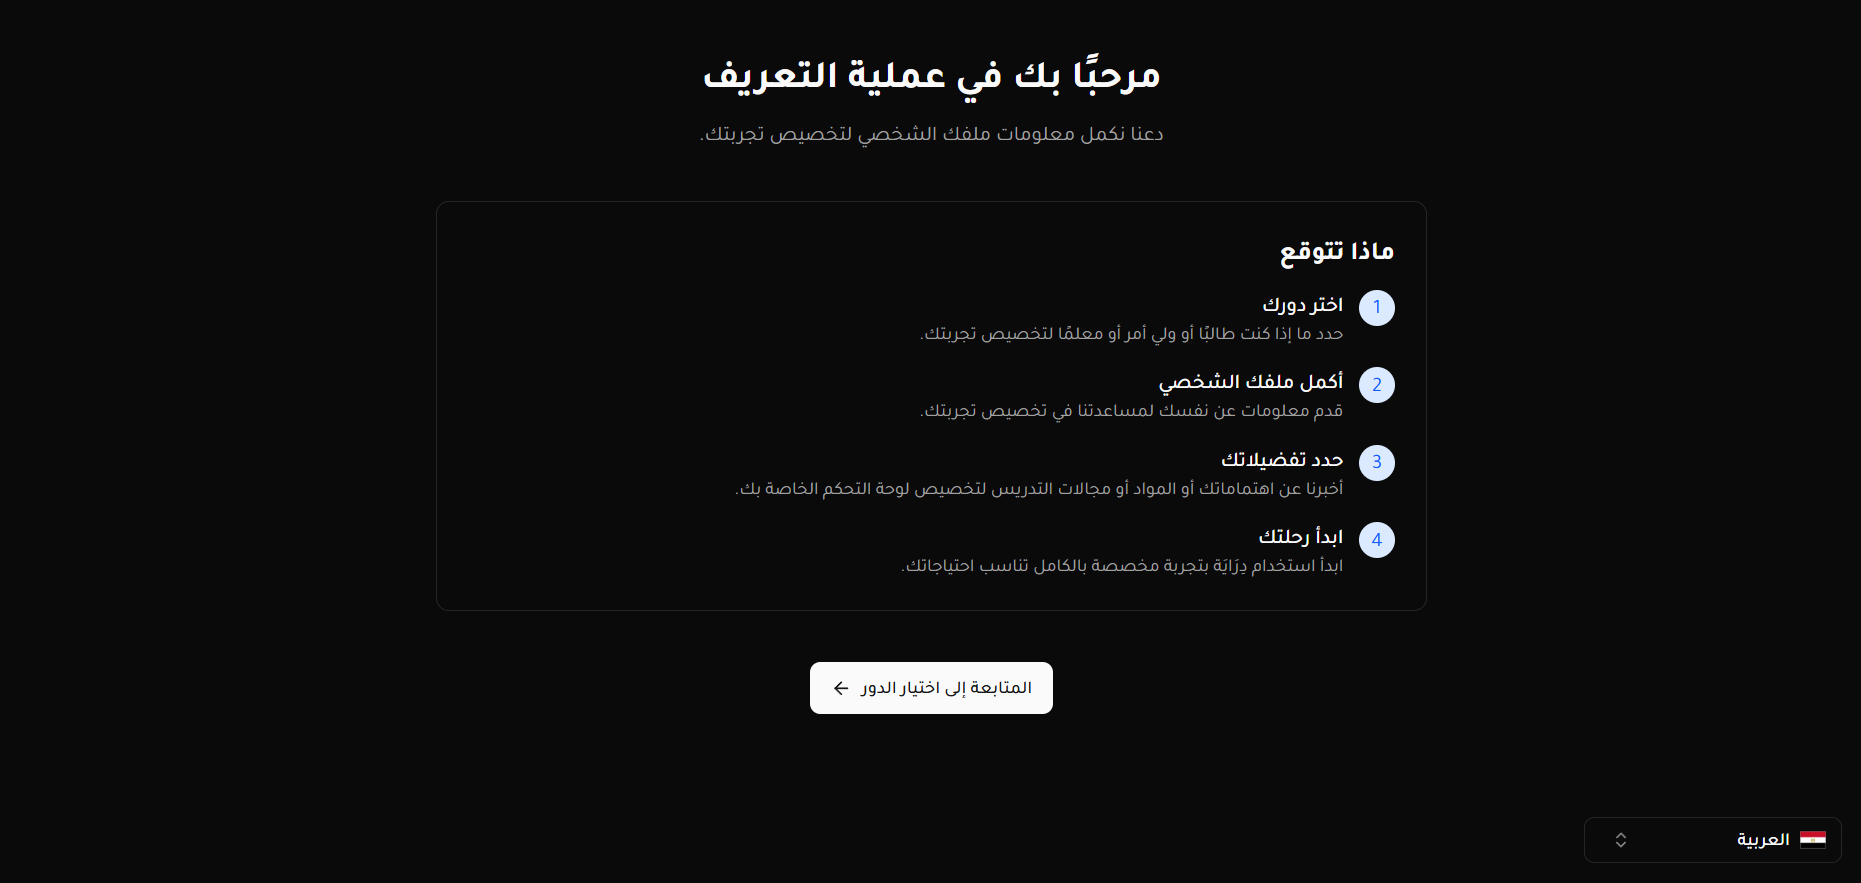 مرحبًا بك في عملية التعريف
دعنا نكمل معلومات ملفك الشخصي لتخصيص تجربتك.
ماذا تتوقع
1
اختر دورك
حدد ما إذا كنت طالبًا أو ولي أمر أو معلمًا لتخصيص تجربتك.
2
أكمل ملفك الشخصي
قدم معلومات عن نفسك لمساعدتنا في تخصيص تجربتك.
3
حدد تفضيلاتك
أخبرنا عن اهتماماتك أو المواد أو مجالات التدريس لتخصيص لوحة التحكم الخاصة بك.
4
ابدأ رحلتك
ابدأ استخدام دِرَايَة بتجربة مخصصة بالكامل تناسب احتياجاتك.
المتابعة إلى اختيار الدور
العربية